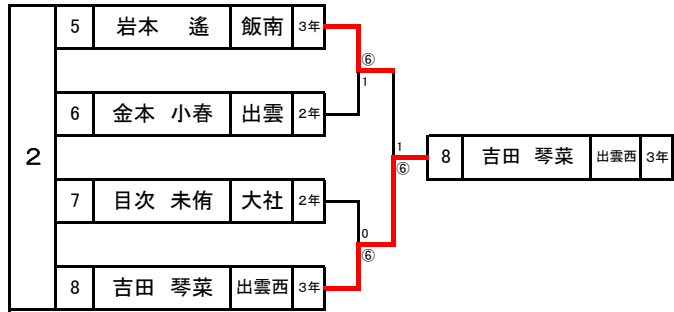 5 岩本 遙 飯南 3年
⑥
1
6 金本 小春 出雲 2年
2
1
8 吉田 琴菜 出雲西 3年
⑥
7 目次 未侑 大社 2年
0
⑥
8 吉田 琴菜 出雲西 3年